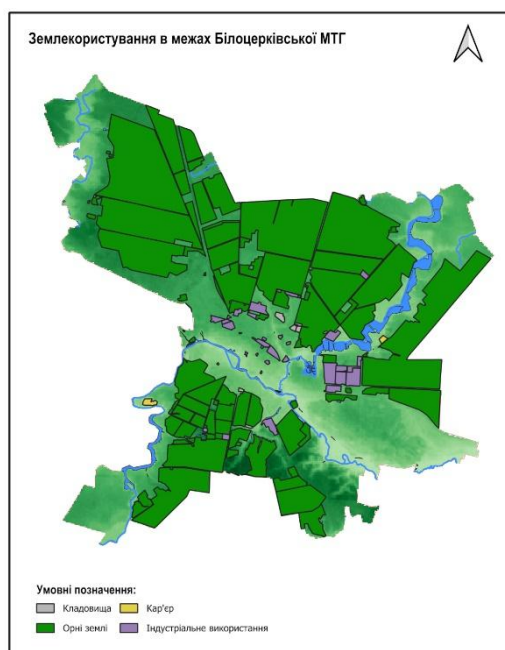 Землекористування в межах Білоцерківської МТГ
Умовні позначення:
Кладовища Кар'єр
Орні землі Індустріальне використання